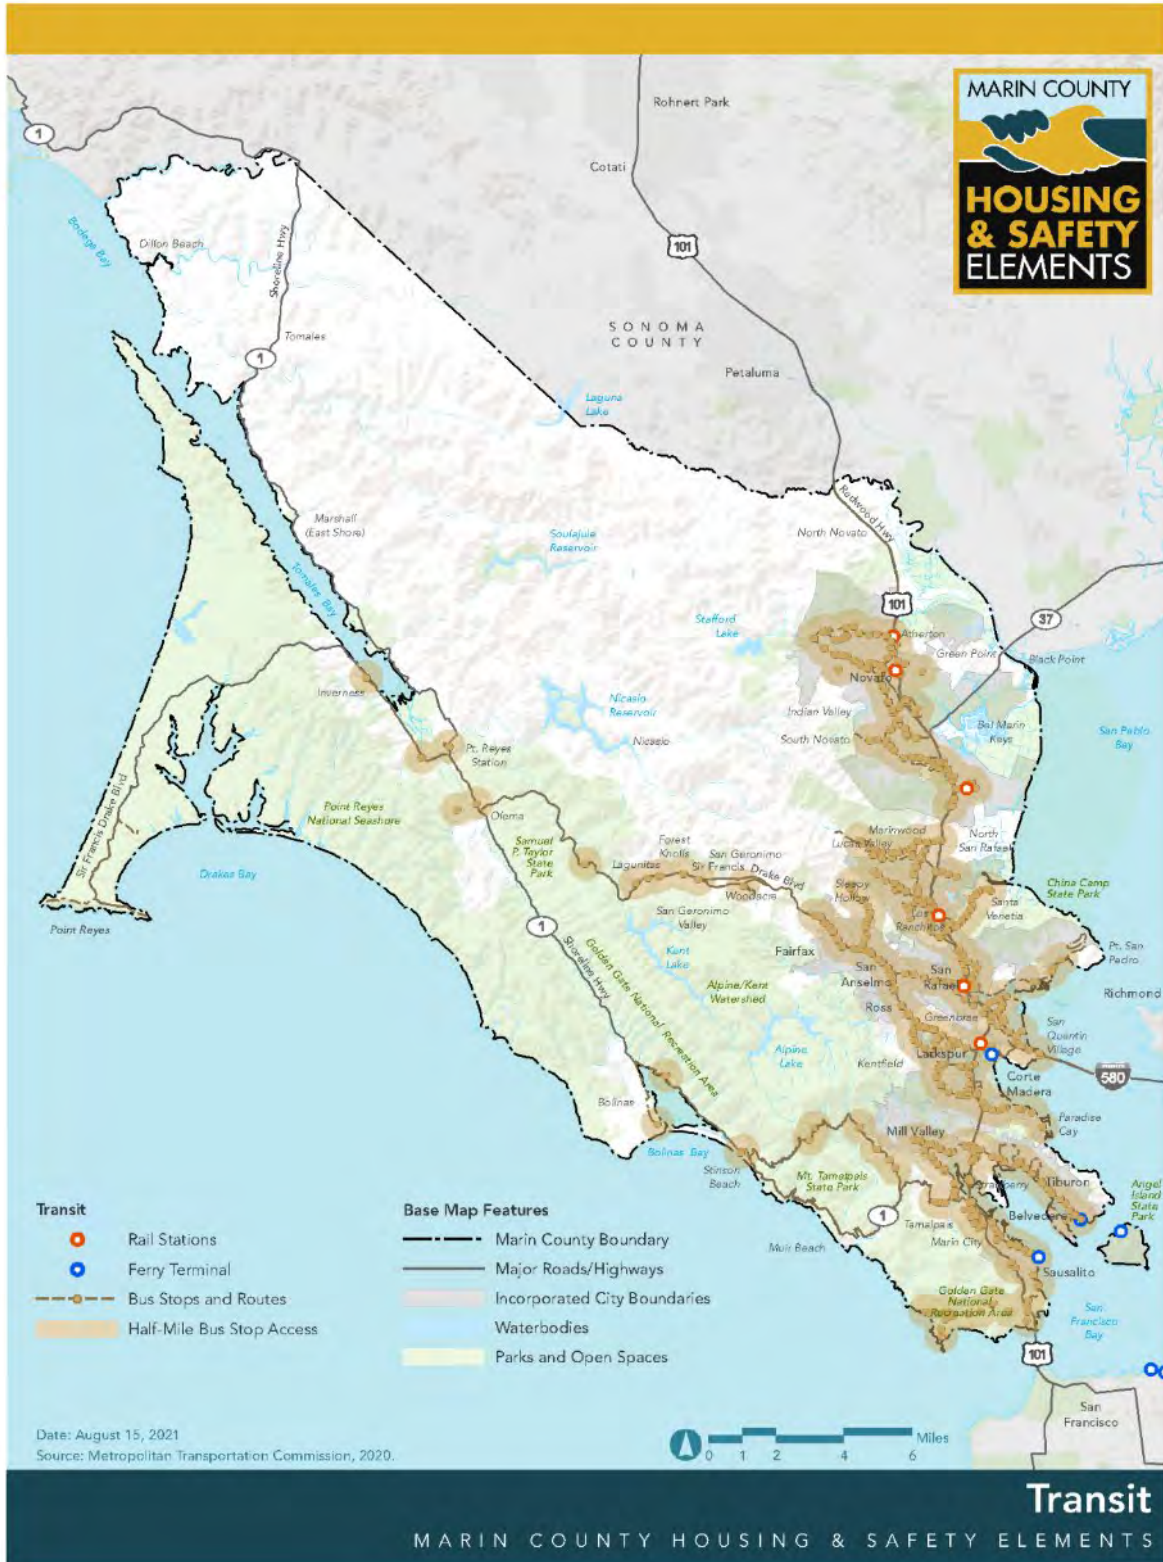 MARIN COUNTY
HOUSING
& SAFETY
ELEMENTS
1
Rohnert Park
Cotati
101
Bodega Bay
Dillon Beach
Shoreline Hwy
Tomales
1
SONOMA
COUNTY
Petaluma
Laguna
Lake
Redwood Hwy
Marshall
(East Shore)
North Novato
Soulajule
Reservoir
Tomales Bay
101
37
Stafford
Lake
Atherton
Green Point
Black Point
Novato
Inverness
Nicasio
Reservoir
Indian Valley
Bel Marin
Keys
San Pablo
Bay
Nicasio
South Novato
Pt. Reyes
Station
Sir Francis Drake Blvd
Point Reyes
National Seashore
Olema
Marinwood
Lucas Valley
North
San Rafael
Samuel
P. Taylor
State
Park
Forest
Knolls
San Geronimo
Lagunitas
Sir Francis Drake Blvd
Drakes Bay
Woodacre
Sleepy
Hollow
China Camp
State Park
Santa
Venetia
Los
Ranchitos
Point Reyes
San Geronimo
Valley
1
Shoreline Hwy
Golden Gate National Recreation Area
Kent
Lake
Fairfax
Pt. San
Pedro
San
Anselmo
San
Rafael
Alpine/Kent
Watershed
Richmond
Ross
Greenbrae
San
Quentin
Village
Alpine
Lake
Kentfield
Larkspur
580
Corte
Madera
Bolinas
Paradise
Cay
Mill Valley
Bolinas Bay
Stinson
Beach
Mt. Tamalpais
State Park
Strawberry
Tiburon
Angel
Island
State
Park
Belvedere
1
Tamalpais
Marin City
Muir Beach
Sausalito
Golden Gate
National
Recreation Area
San
Francisco
Bay
101
San
Francisco
Transit
Rail Stations
Ferry Terminal
Bus Stops and Routes
Half-Mile Bus Stop Access
Base Map Features
Marin County Boundary
Major Roads/Highways
Incorporated City Boundaries
Waterbodies
Parks and Open Spaces
Date: August 15, 2021
Source: Metropolitan Transportation Commission, 2020.
0 1 2 4 6 Miles
Transit
MARIN COUNTY HOUSING & SAFETY ELEMENTS